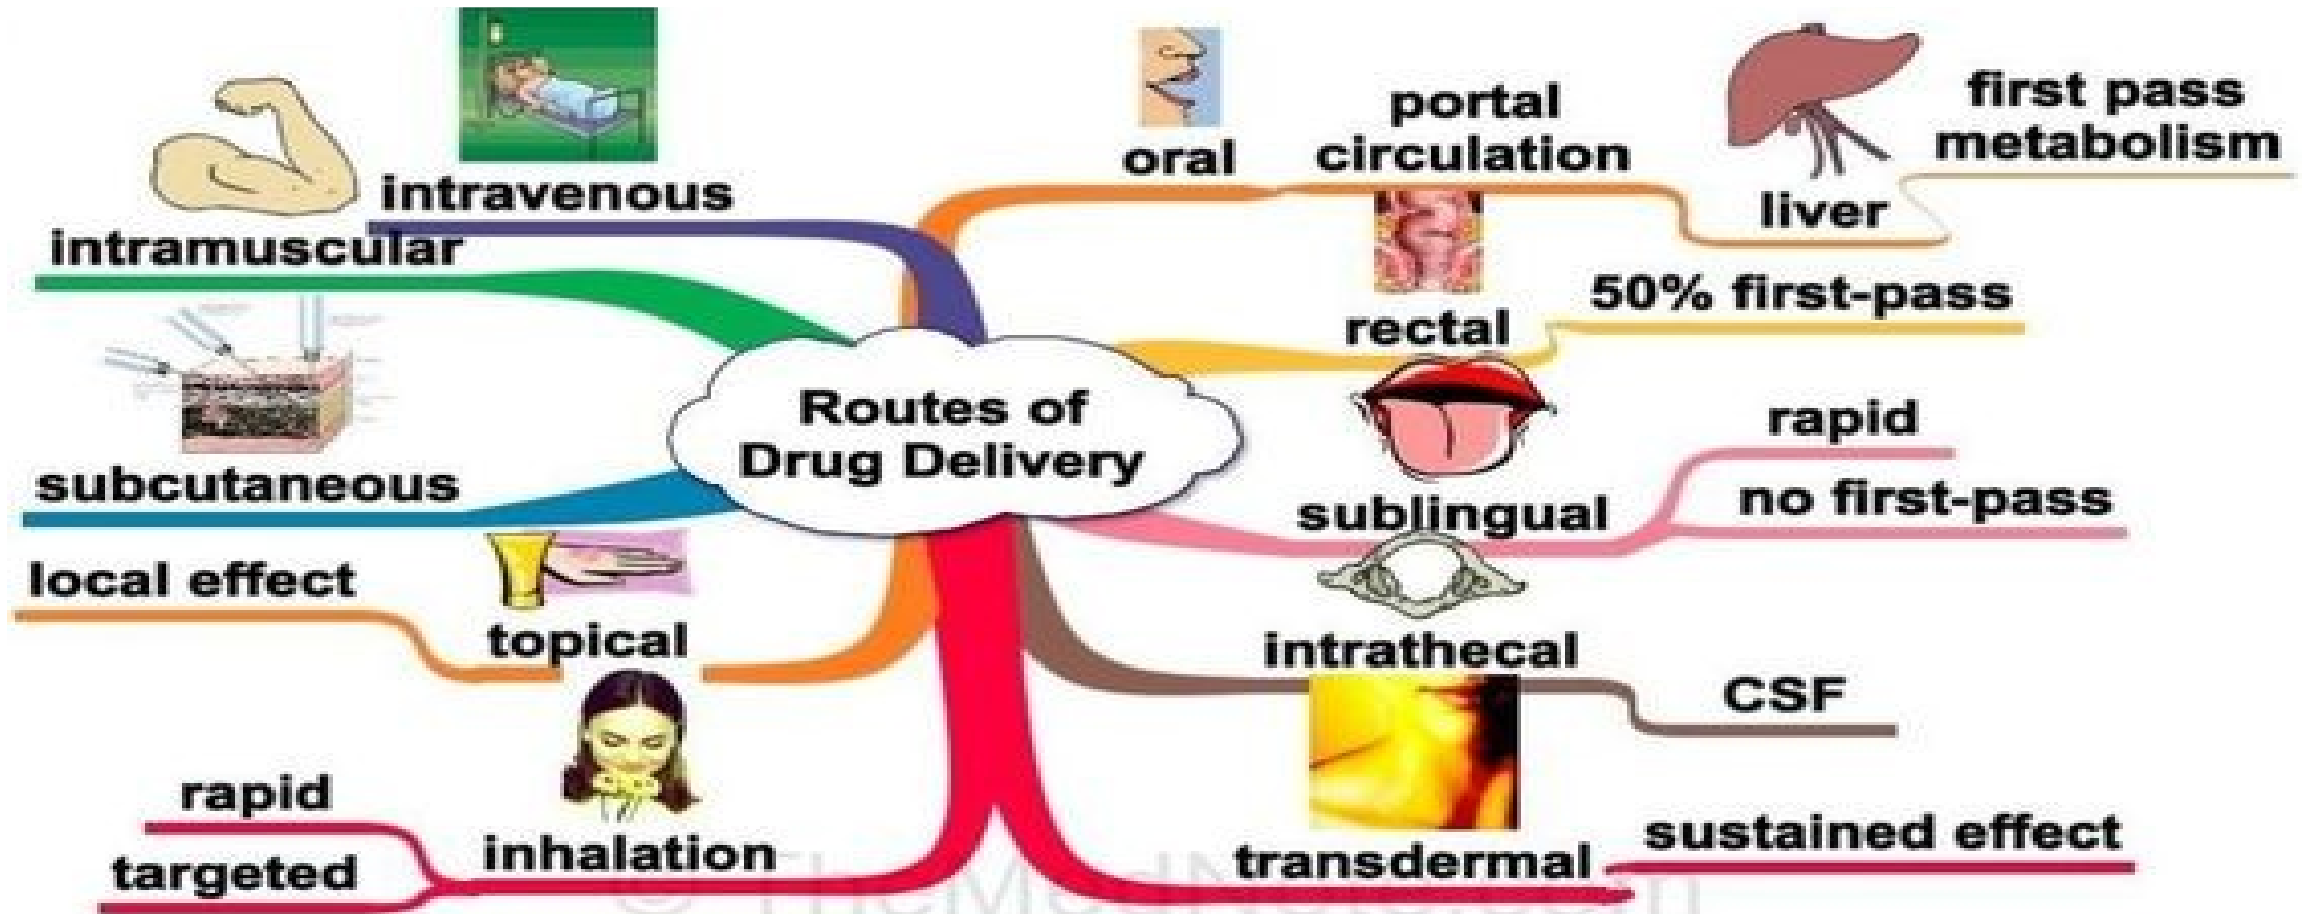 Routes of
Drug Delivery
oral
portal
circulation
liver
first pass
metabolism
rectal
50% first-pass
sublingual
rapid
no first-pass
intrathecal
CSF
transdermal
sustained effect
intravenous
intramuscular
subcutaneous
topical
local effect
inhalation
rapid
targeted